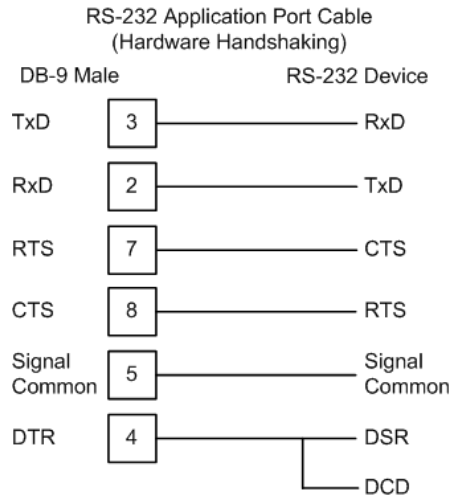 RS-232 Application Port Cable
(Hardware Handshaking)
DB-9 Male RS-232 Device
TxD 3 RxD
RxD 2 TxD
RTS 7 CTS
CTS 8 RTS
Signal Common 5 Signal Common
DTR 4 DSR
DCD